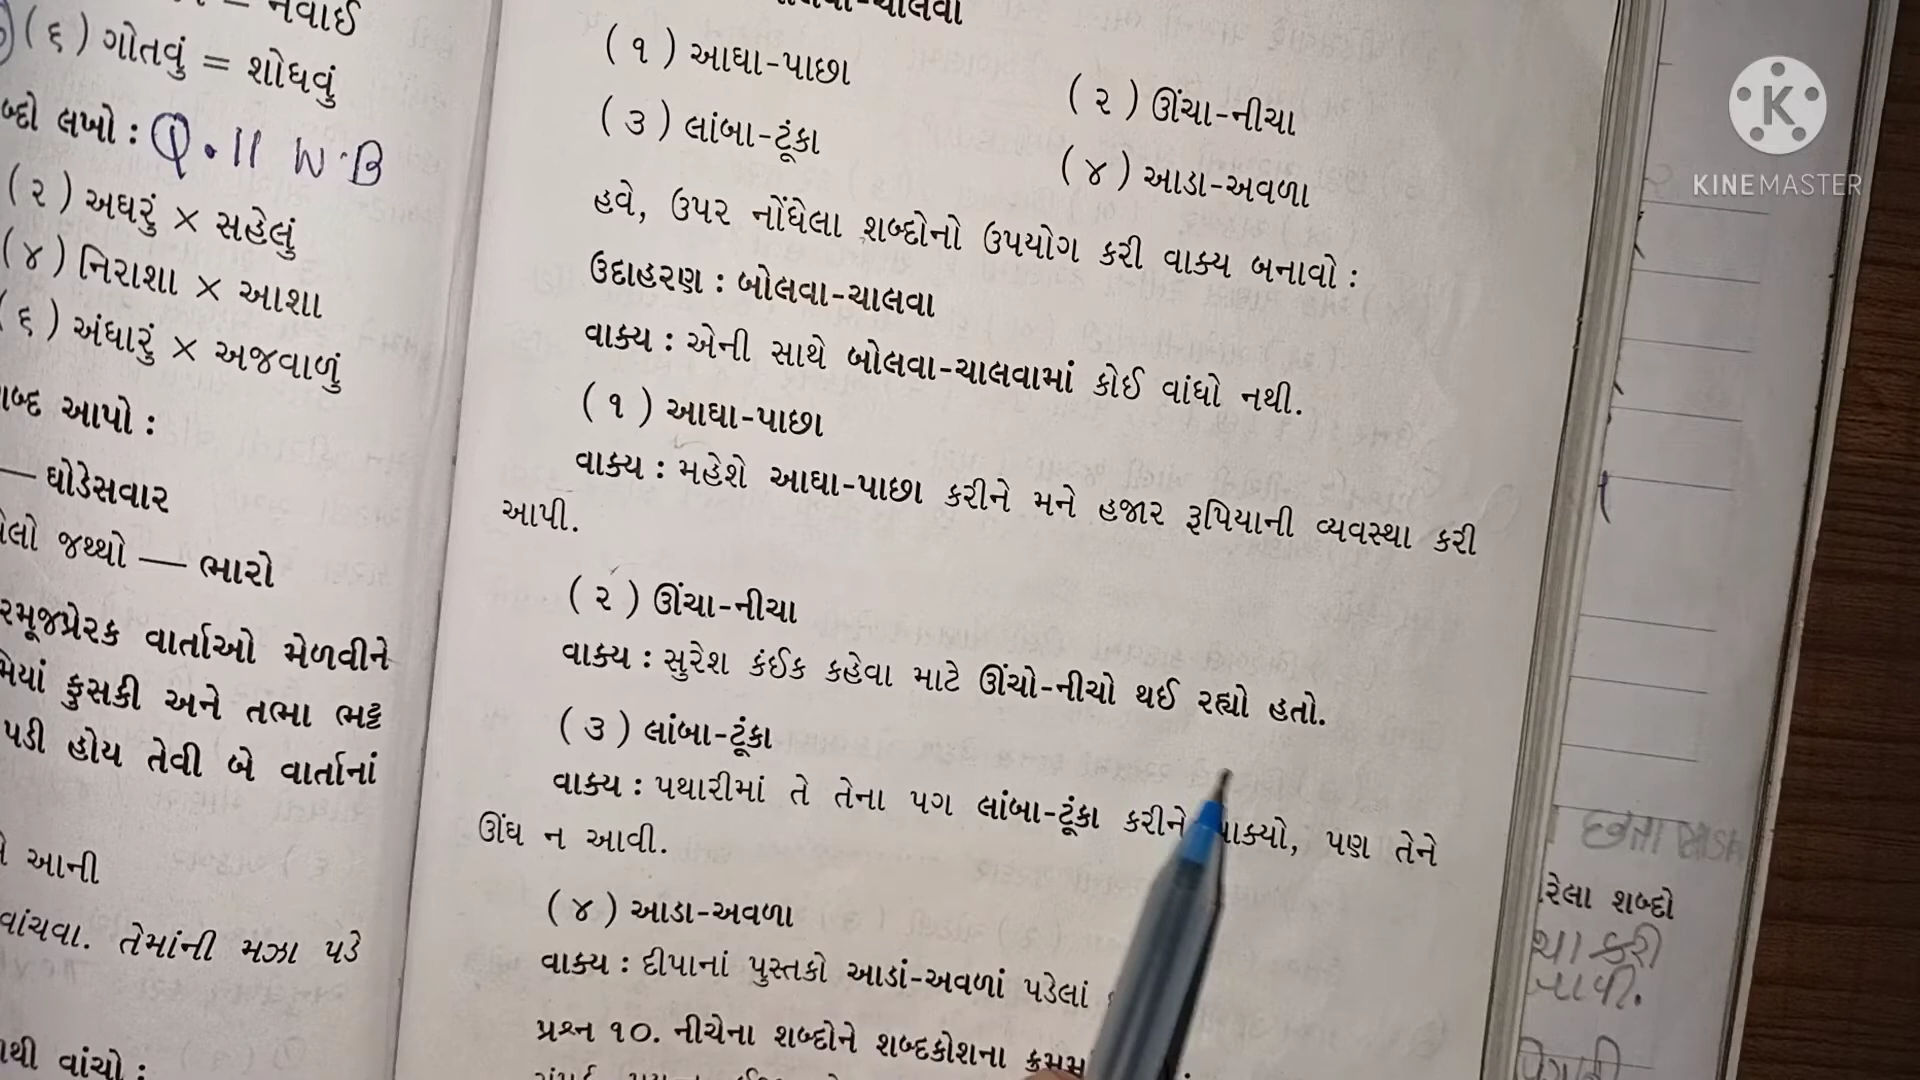 નવાઈ
(૬) ગોતવું = શોધવું
લખો : Q.11 W.B
(૨) અઘરું × સહેલું
(૪) નિરાશા × આશા
(૬) અંધારું × અજવાળું
આપો :
— ઘોડેસવાર
જથ્થો — ભારો
વાર્તાઓ મેળવીને
ફુસકી અને તભા ભટ્ટ
પડી હોય તેવી બે વાર્તાનાં
આની
વાંચવા. તેમાંની મઝા પડે
વાંચો :
(૧) આઘા-પાછા
(૨) ઊંચા-નીચા
(૩) લાંબા-ટૂંકા
(૪) આડા-અવળા
હવે, ઉપર નોંધેલા શબ્દોનો ઉપયોગ કરી વાક્ય બનાવો :
ઉદાહરણ : બોલવા-ચાલવા
વાક્ય : એની સાથે બોલવા-ચાલવામાં કોઈ વાંધો નથી.
(૧) આઘા-પાછા
વાક્ય : મહેશે આઘા-પાછા કરીને મને હજાર રૂપિયાની વ્યવસ્થા કરી
આપી.
(૨) ઊંચા-નીચા
વાક્ય : સુરેશ કંઈક કહેવા માટે ઊંચો-નીચો થઈ રહ્યો હતો.
(૩) લાંબા-ટૂંકા
વાક્ય : પથારીમાં તે તેના પગ લાંબા-ટૂંકા કરીને થાક્યો, પણ તેને
ઊંઘ ન આવી.
(૪) આડા-અવળા
વાક્ય : દીપાનાં પુસ્તકો આડાં-અવળાં પડેલાં
પ્રશ્ન ૧૦. નીચેના શબ્દોને શબ્દકોશના
શબ્દો
કરી
KINEMASTER